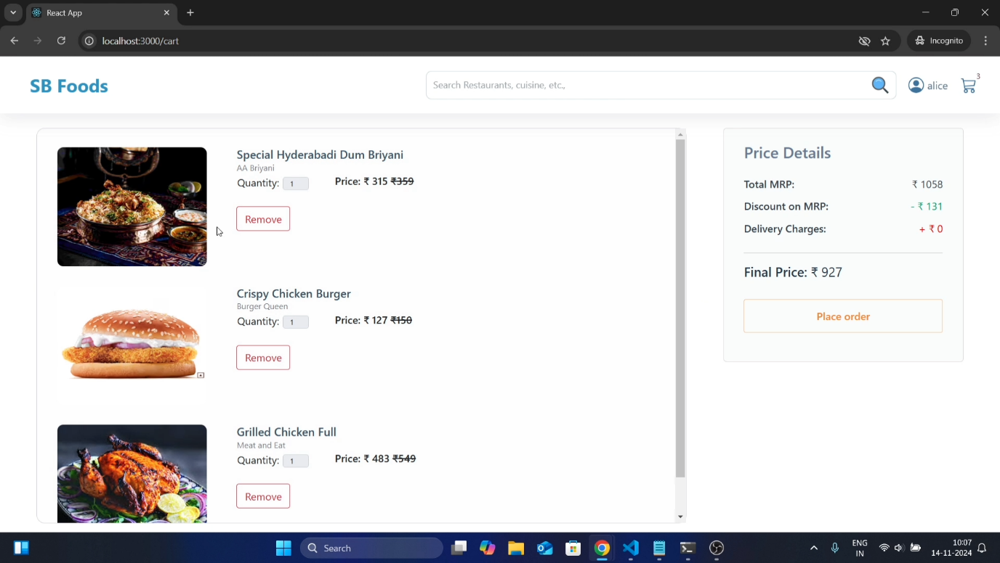 React App
localhost:3000/cart
Incognito
SB Foods
Search Restaurants, cuisine, etc.,
alice
3
Special Hyderabadi Dum Briyani
AA Briyani
Quantity: 1
Price: ₹ 315 ₹359
Remove
Crispy Chicken Burger
Burger Queen
Quantity: 1
Price: ₹ 127 ₹150
Remove
Grilled Chicken Full
Meat and Eat
Quantity: 1
Price: ₹ 483 ₹549
Remove
Price Details
Total MRP: ₹ 1058
Discount on MRP: - ₹ 131
Delivery Charges: + ₹ 0
Final Price: ₹ 927
Place order
Search
ENG
IN
10:07
14-11-2024